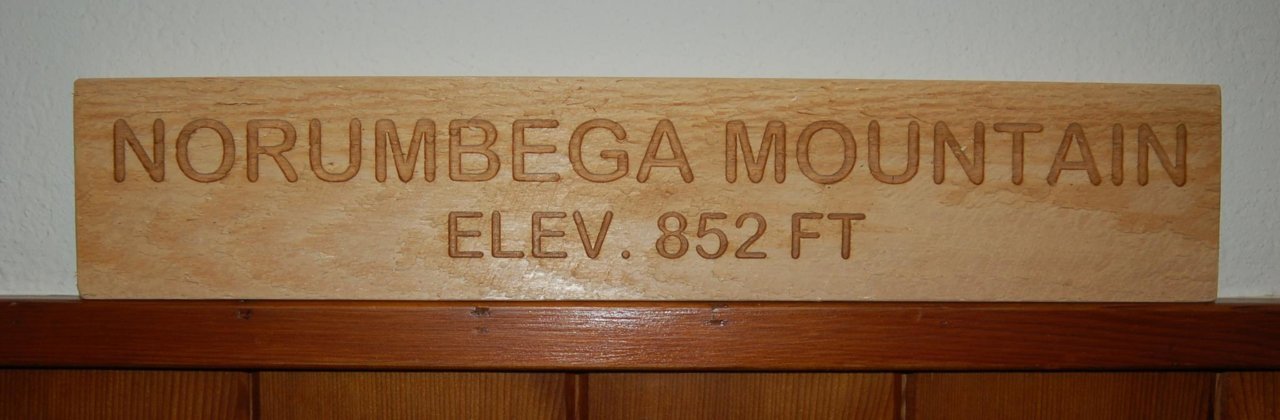 NORUMBEGA MOUNTAIN
ELEV. 852 FT